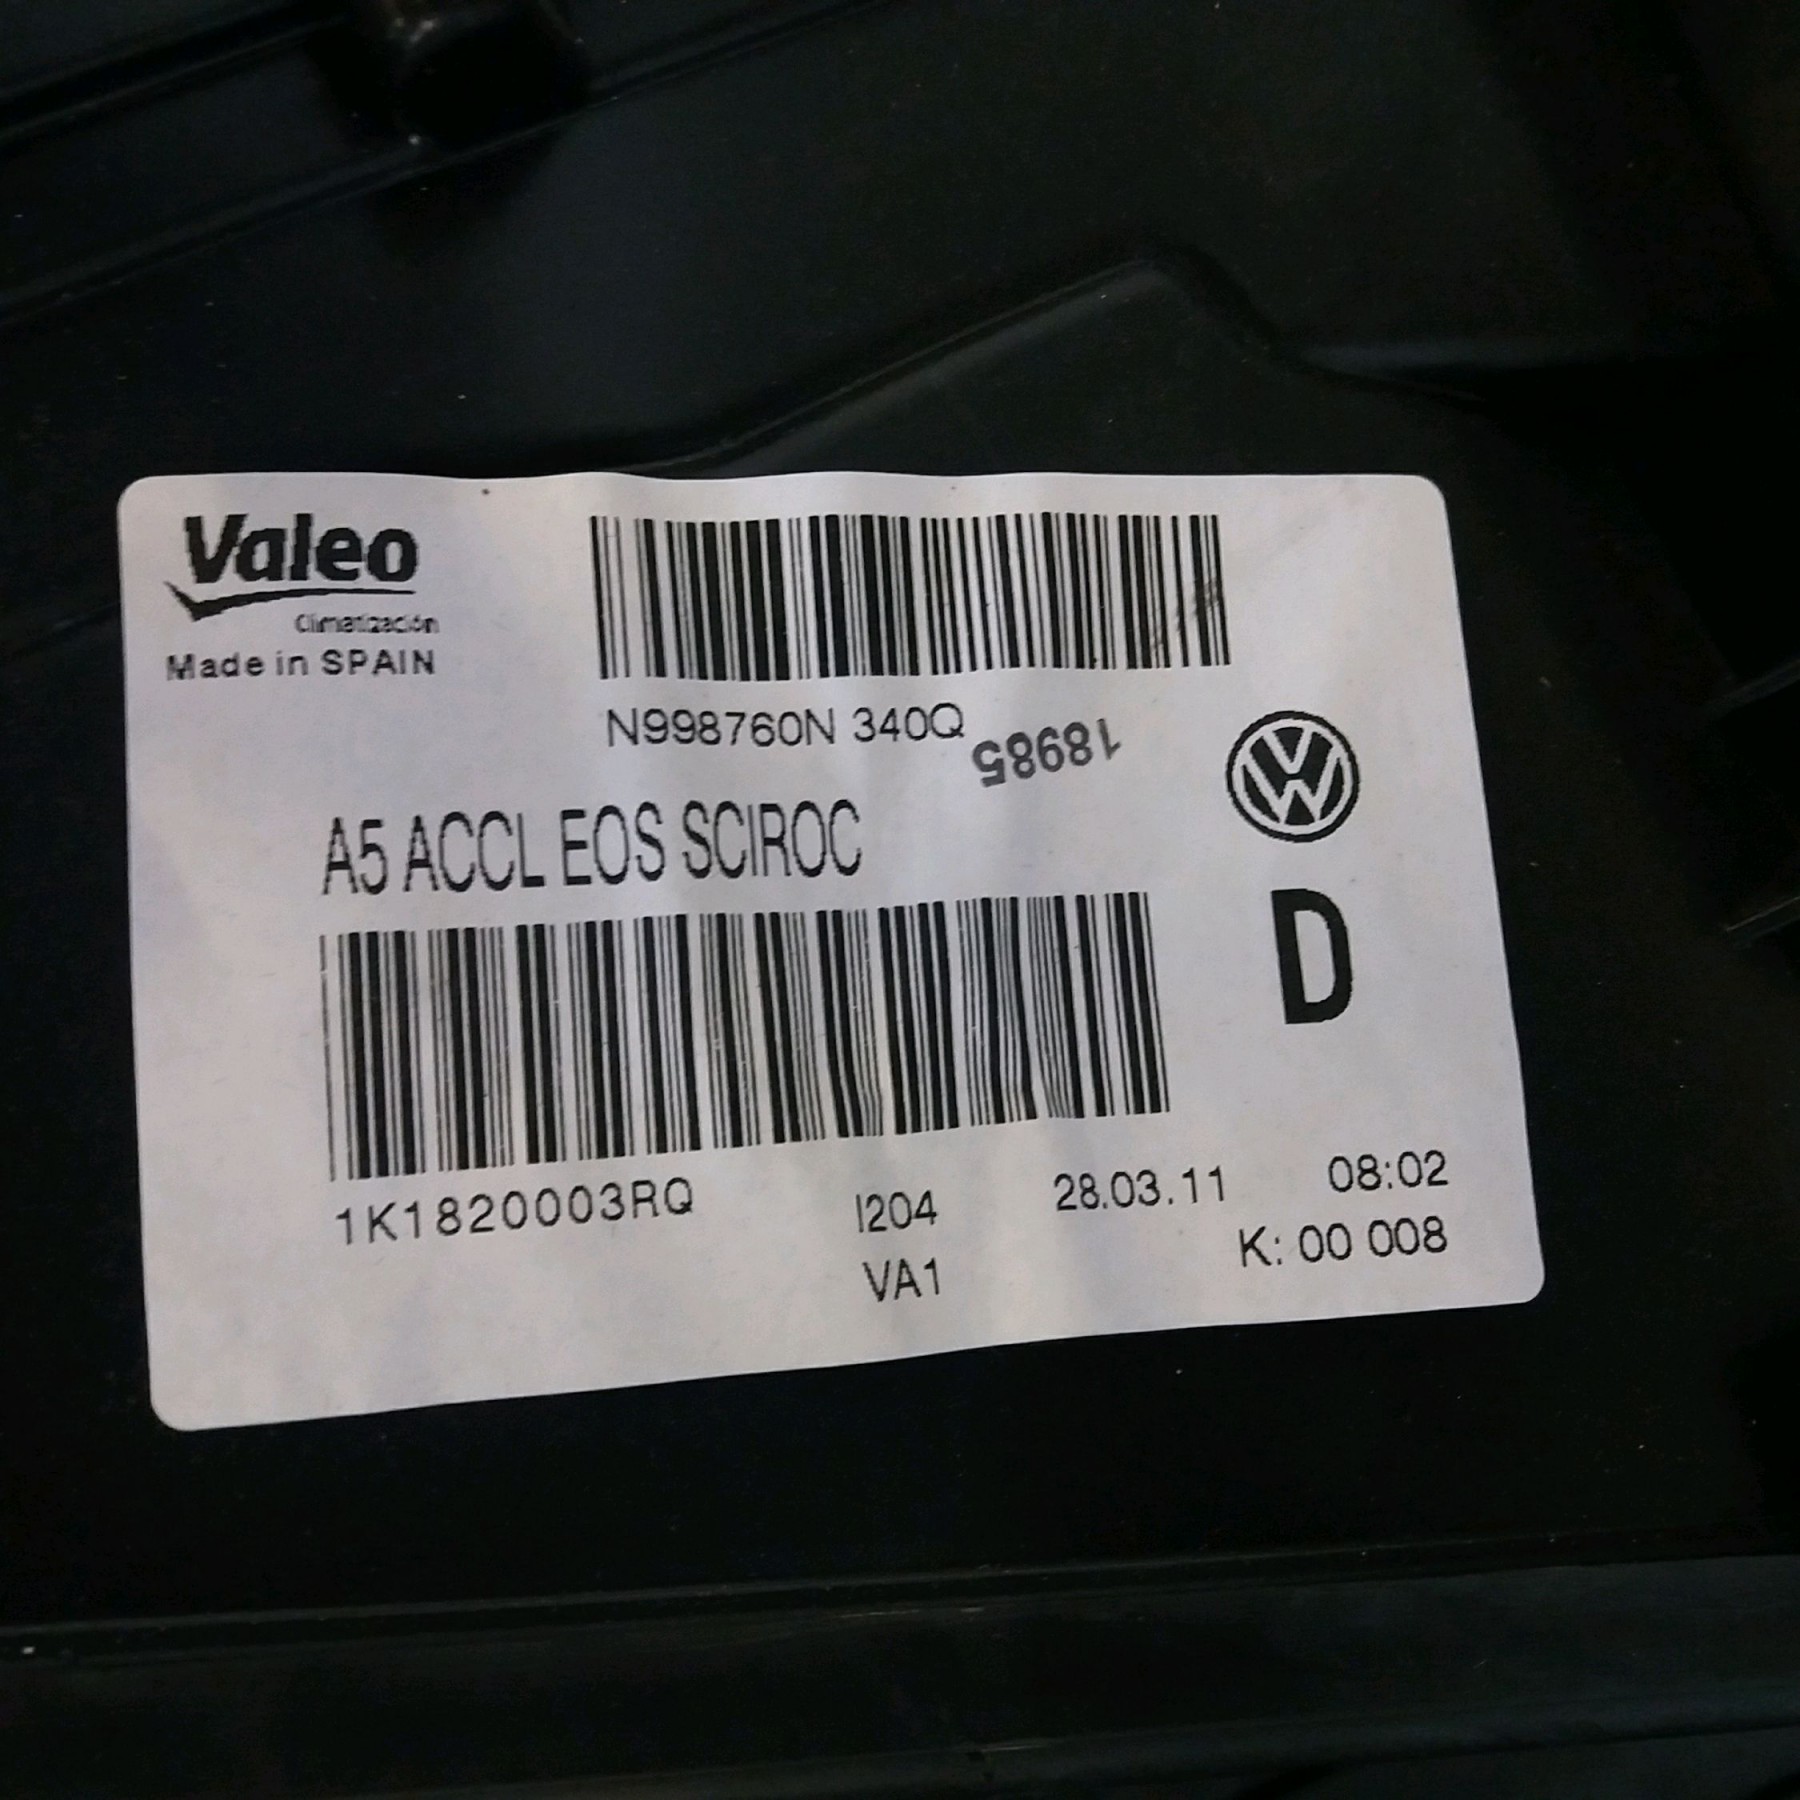 Valeo
Climatización
Made in SPAIN
N998760N 340Q
18985
A5 ACCL EOS SCIROC
D
1K1820003RQ
I204
28.03.11
08:02
VA1
K: 00 008